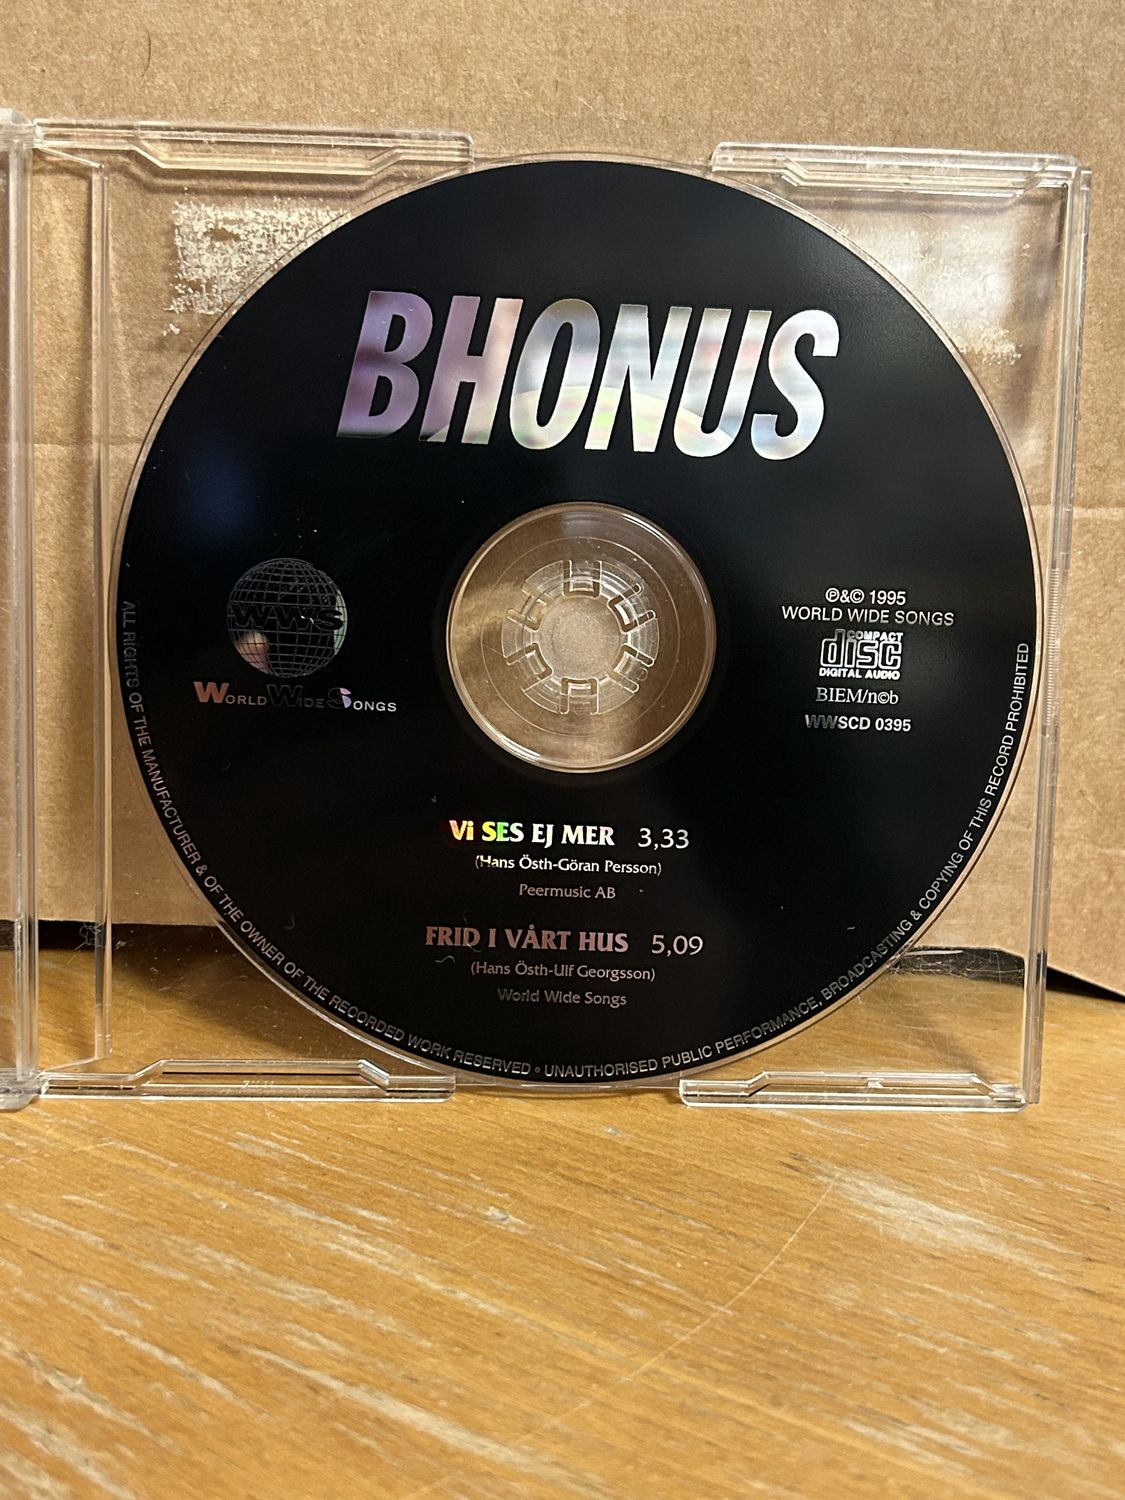 BHONUS
WWS
WORLD WIDE SONGS
℗&© 1995
WORLD WIDE SONGS
COMPACT
disc
DIGITAL AUDIO
BIEM/n©b
WWSCD 0395
Vi SES EJ MER 3,33
(Hans Östh-Göran Persson)
Peermusic AB
FRID I VÅRT HUS 5,09
(Hans Östh-Ulf Georgsson)
World Wide Songs
ALL RIGHTS OF THE MANUFACTURER & OF THE OWNER OF THE RECORDED WORK RESERVED ∘ UNAUTHORISED PUBLIC PERFORMANCE, BROADCASTING & COPYING OF THIS RECORD PROHIBITED